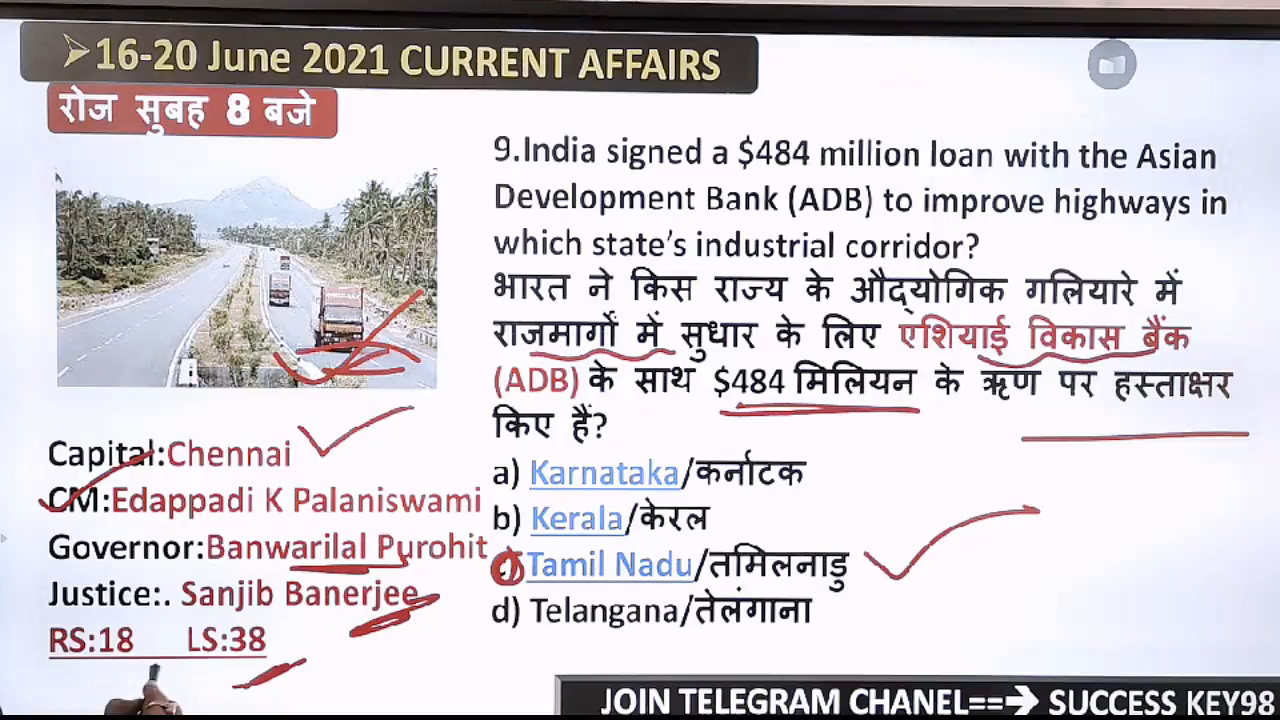 ➢16-20 June 2021 CURRENT AFFAIRS
रोज सुबह 8 बजे
9.India signed a $484 million loan with the Asian
Development Bank (ADB) to improve highways in
which state's industrial corridor?
भारत ने किस राज्य के औद्योगिक गलियारे में
राजमार्गों में सुधार के लिए एशियाई विकास बैंक
(ADB) के साथ $484 मिलियन के ऋण पर हस्ताक्षर
किए हैं?
a) Karnataka/कर्नाटक
b) Kerala/केरल
c) Tamil Nadu/तमिलनाडु
d) Telangana/तेलंगाना
Capital:Chennai
CM:Edappadi K Palaniswami
Governor:Banwarilal Purohit
Justice:. Sanjib Banerjee
RS:18 LS:38
JOIN TELEGRAM CHANEL==➔ SUCCESS KEY98